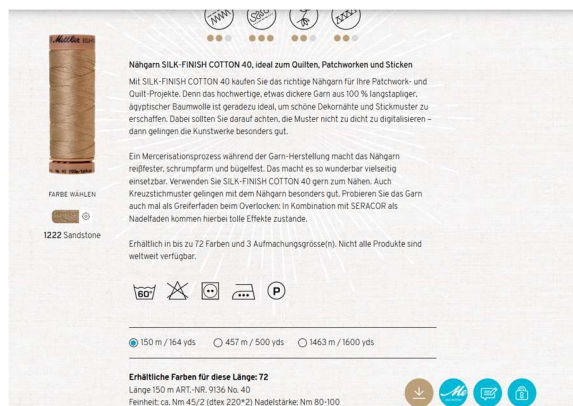 Mettler
Nähgarn SILK-FINISH COTTON 40, ideal zum Quilten, Patchworken und Sticken
Mit SILK-FINISH COTTON 40 kaufen Sie das richtige Nähgarn für Ihre Patchwork- und
Quilt-Projekte. Denn das hochwertige, etwas dickere Garn aus 100 % langstapliger,
ägyptischer Baumwolle ist geradezu ideal, um schöne Dekornähte und Stickmuster zu
erschaffen. Dabei sollten Sie darauf achten, die Muster nicht zu dicht zu digitalisieren –
dann gelingen die Kunstwerke besonders gut.
Ein Mercerisationsprozess während der Garn-Herstellung macht das Nähgarn
reißfester, schrumpfarm und bügelfest. Das macht es so wunderbar vielseitig
einsetzbar. Verwenden Sie SILK-FINISH COTTON 40 gern zum Nähen. Auch
Kreuzstichmuster gelingen mit dem Nähgarn besonders gut. Probieren Sie das Garn
auch mal als Greiferfaden beim Overlocken: In Kombination mit SERACOR als
Nadelfaden kommen hierbei tolle Effekte zustande.
FARBE WÄHLEN
1222 Sandstone
Erhältlich in bis zu 72 Farben und 3 Aufmachungsgrösse(n). Nicht alle Produkte sind
weltweit verfügbar.
60°
P
150 m / 164 yds
457 m / 500 yds
1463 m / 1600 yds
Erhältliche Farben für diese Länge: 72
Länge 150 m ART.-NR. 9136 No. 40
Feinheit: ca. Nm 45/2 (dtex 220*2) Nadelstärke: Nm 80-100